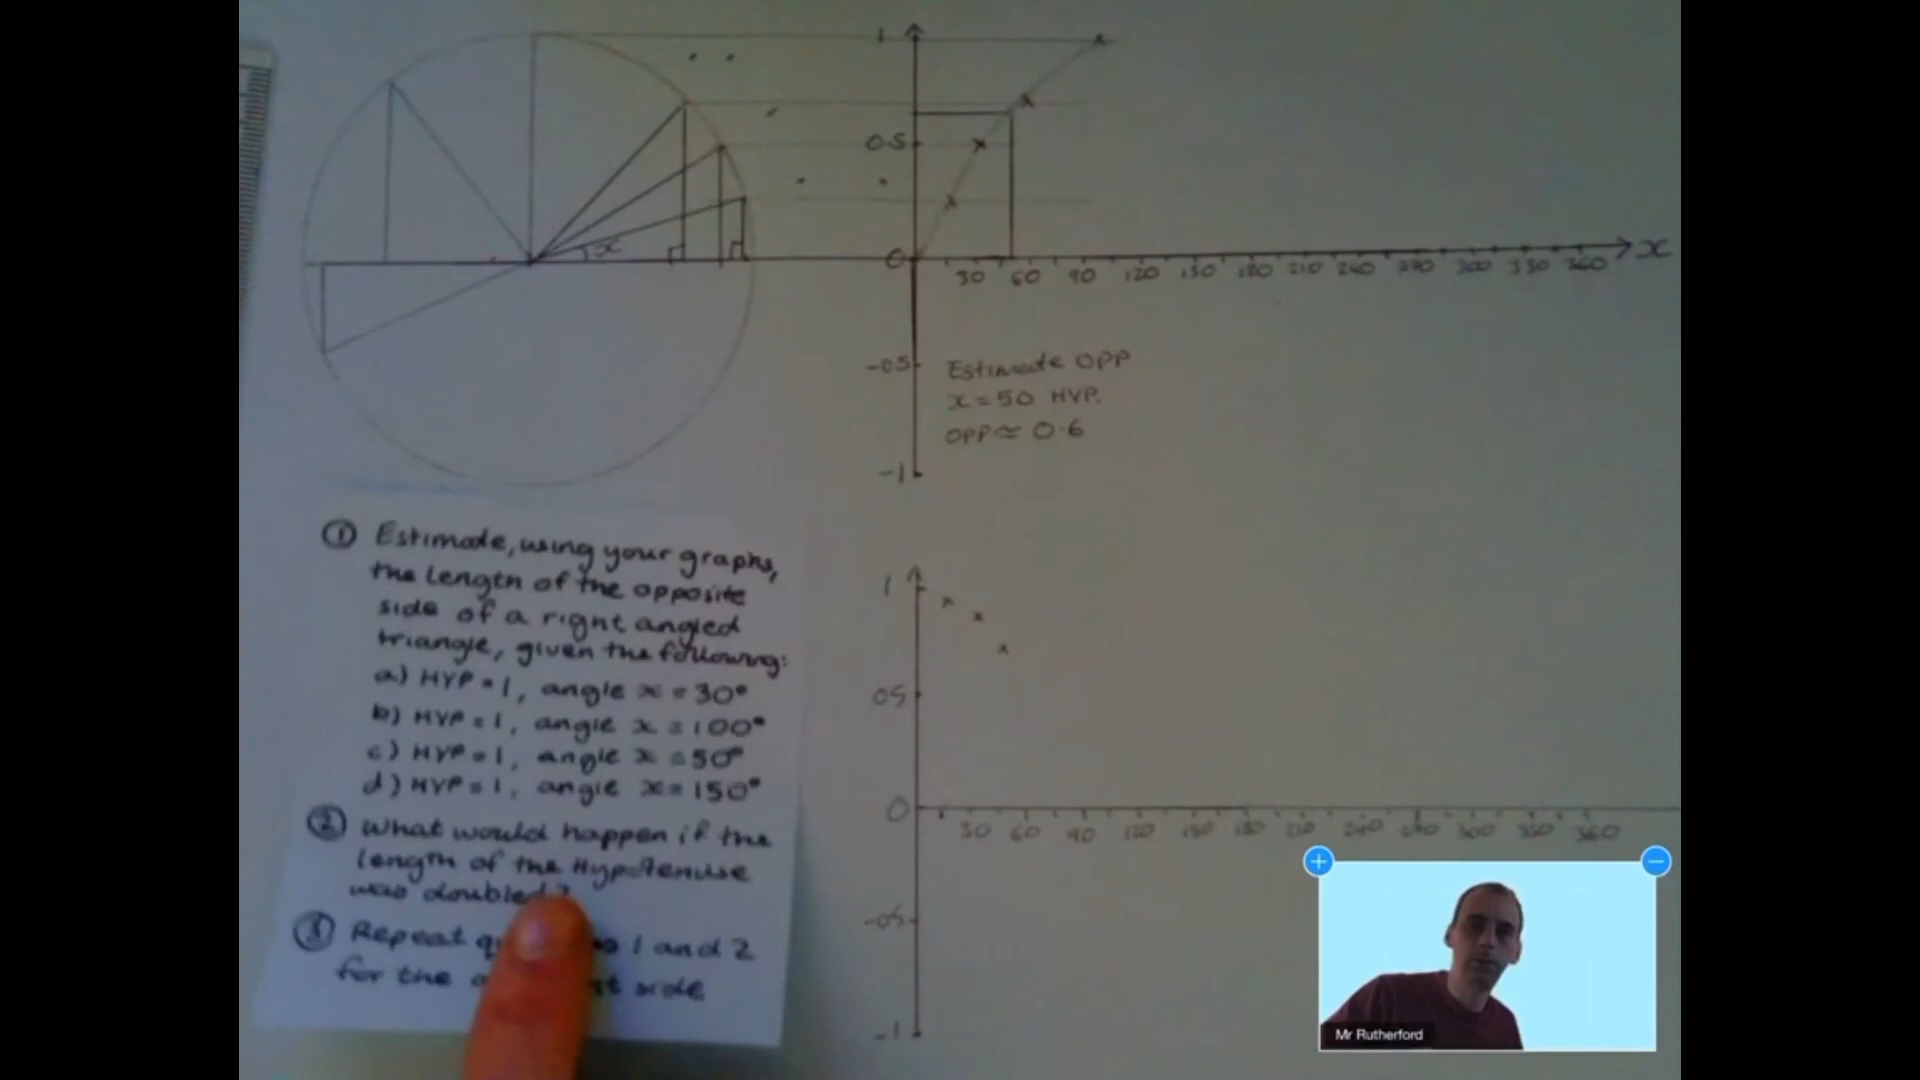 1
0.5
0
30 60 90 120 150 180 210 240 270 300 330 360
x
x
-0.5
-1
Estimate OPP
x = 50 HYP.
OPP ≈ 0.6
① Estimate, using your graphs,
the length of the opposite
side of a right angled
triangle, given the following:
a) HYP = 1, angle x = 30°
b) HYP = 1, angle x = 100°
c) HYP = 1, angle x = 50°
d) HYP = 1, angle x = 150°
② What would happen if the
length of the Hypotenuse
was doubled?
③ Repeat 1 and 2
for the side
1
0.5
0
30 60 90 120 150 180 210 240 270 300 330 360
-0.5
-1
Mr Rutherford